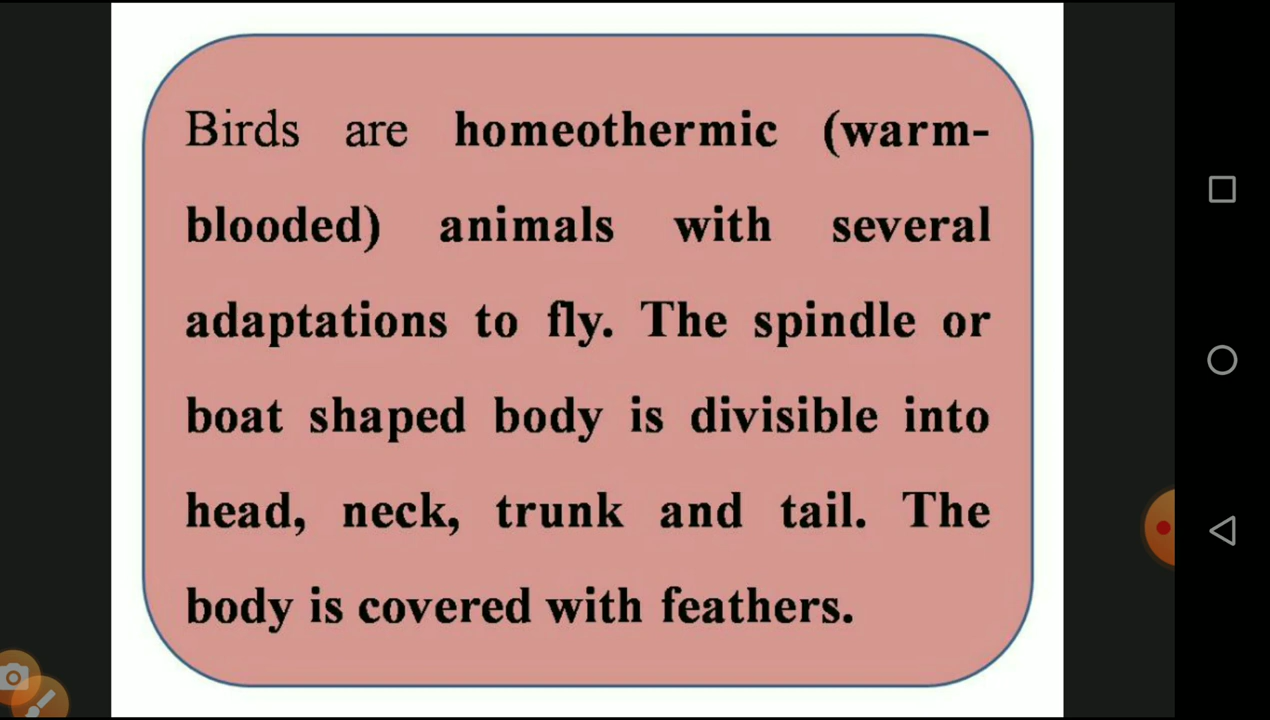 Birds are homeothermic (warm-
blooded) animals with several
adaptations to fly. The spindle or
boat shaped body is divisible into
head, neck, trunk and tail. The
body is covered with feathers.